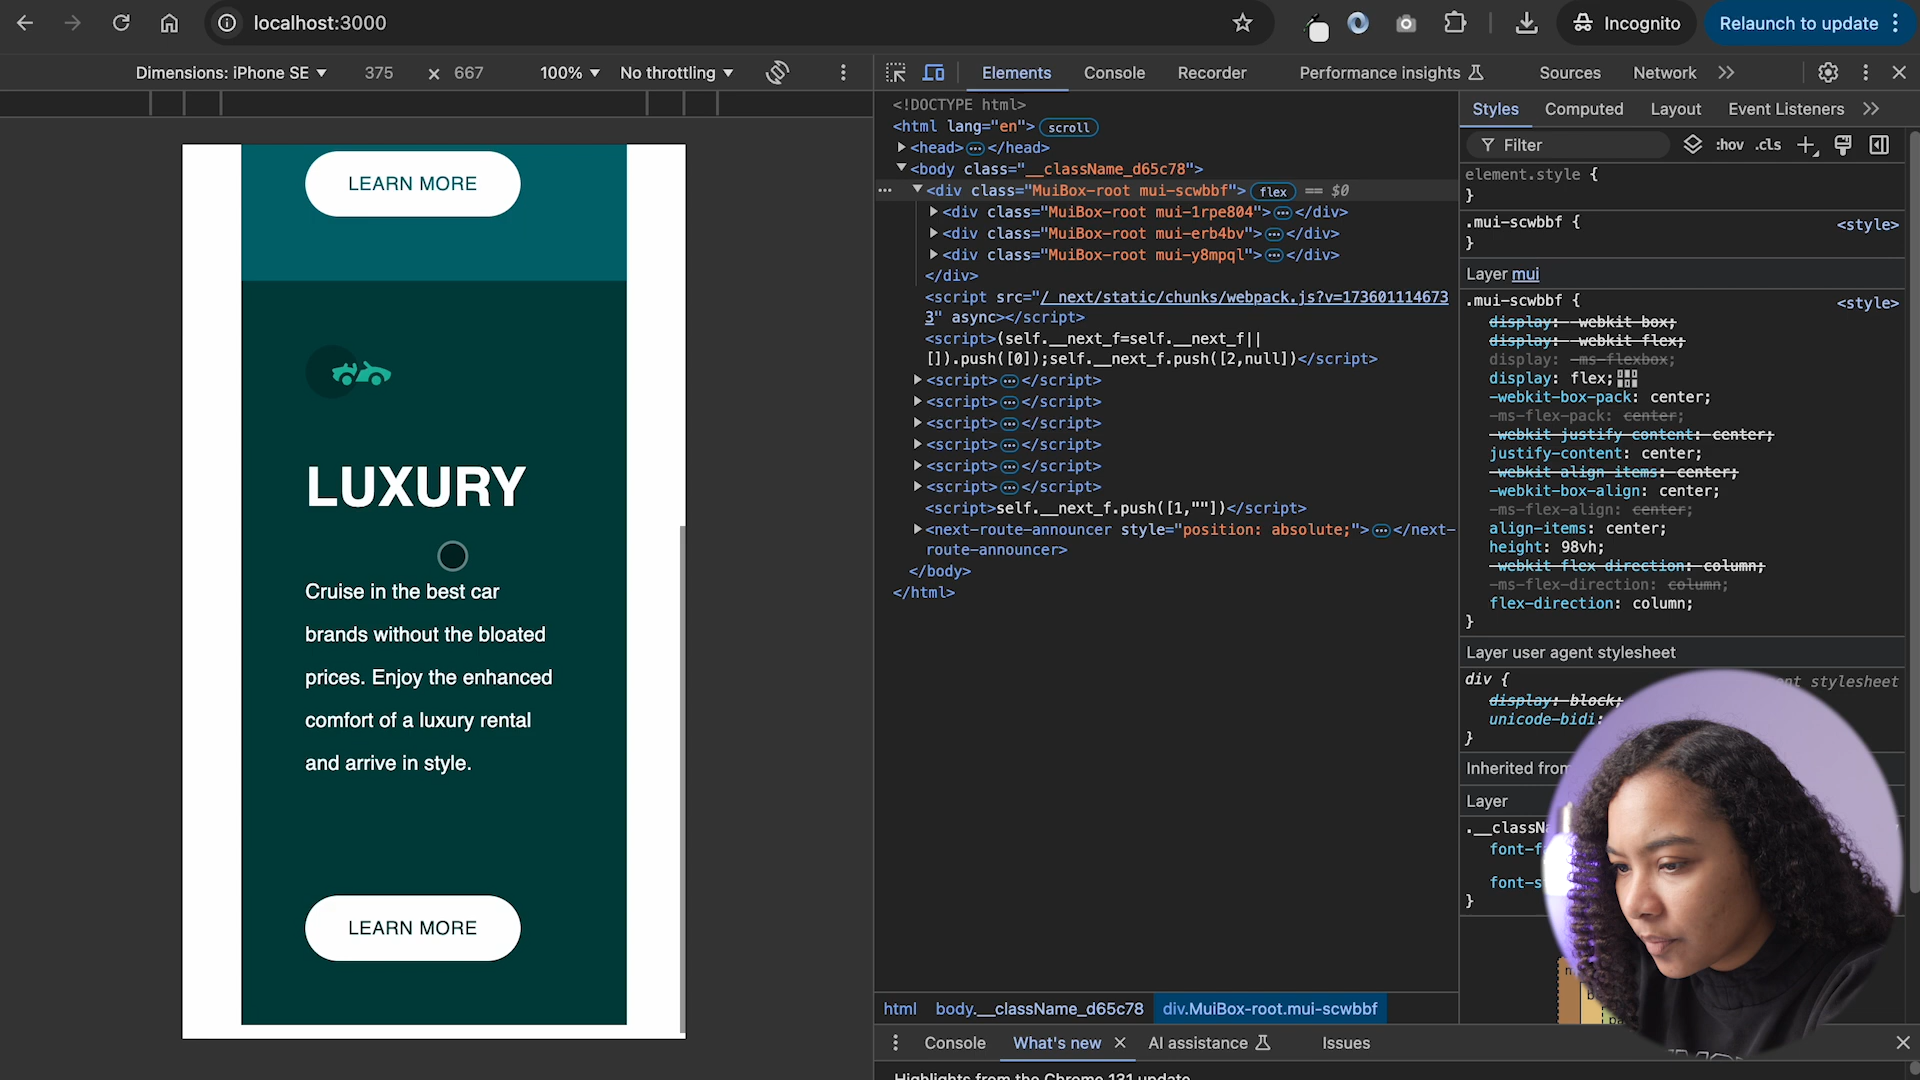 localhost:3000
Incognito
Relaunch to update
Dimensions: iPhone SE
375
×
667
100%
No throttling
Elements
Console
Recorder
Performance insights
Sources
Network
LEARN MORE
LUXURY
Cruise in the best car
brands without the bloated
prices. Enjoy the enhanced
comfort of a luxury rental
and arrive in style.
LEARN MORE
<!DOCTYPE html>
<html lang="en"> scroll
<head> ••• </head>
<body class="__className_d65c78">
••• <div class="MuiBox-root mui-scwbbf"> flex == $0
<div class="MuiBox-root mui-1rpe804"> ••• </div>
<div class="MuiBox-root mui-erb4bv"> ••• </div>
<div class="MuiBox-root mui-y8mpql"> ••• </div>
</div>
<script src="/_next/static/chunks/webpack.js?v=173601114673
3" async></script>
<script>(self.__next_f=self.__next_f||
[]).push([0]);self.__next_f.push([2,null])</script>
<script> ••• </script>
<script> ••• </script>
<script> ••• </script>
<script> ••• </script>
<script> ••• </script>
<script> ••• </script>
<script>self.__next_f.push([1,""])</script>
<next-route-announcer style="position: absolute;"> ••• </next-
route-announcer>
</body>
</html>
html
body.__className_d65c78
div.MuiBox-root.mui-scwbbf
Styles
Computed
Layout
Event Listeners
Filter
:hov
.cls
element.style {
}
.mui-scwbbf {
<style>
}
Layer mui
.mui-scwbbf {
<style>
display: -webkit-box;
display: -webkit-flex;
display: -ms-flexbox;
display: flex;
-webkit-box-pack: center;
-ms-flex-pack: center;
-webkit-justify-content: center;
justify-content: center;
-webkit-align-items: center;
-webkit-box-align: center;
-ms-flex-align: center;
align-items: center;
height: 98vh;
-webkit-flex-direction: column;
-ms-flex-direction: column;
flex-direction: column;
}
Layer user agent stylesheet
div {
stylesheet
display: block;
unicode-bidi:
}
Inherited from
Layer
}
Console
What's new
AI assistance
Issues
Highlights from the Chrome 131 update